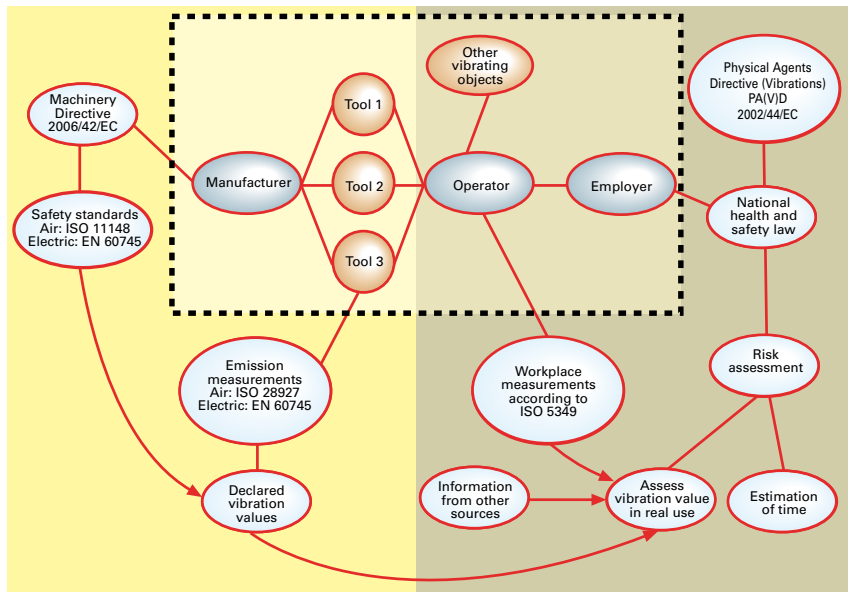 Other
vibrating
objects
Physical Agents
Directive (Vibrations)
PA(V)D
2002/44/EC
Machinery
Directive
2006/42/EC
Tool 1
Manufacturer
Tool 2
Operator
Employer
Safety standards
Air: ISO 11148
Electric: EN 60745
National
health and
safety law
Tool 3
Emission
measurements
Air: ISO 28927
Electric: EN 60745
Workplace
measurements
according to
ISO 5349
Risk
assessment
Declared
vibration
values
Information
from other
sources
Assess
vibration value
in real use
Estimation
of time